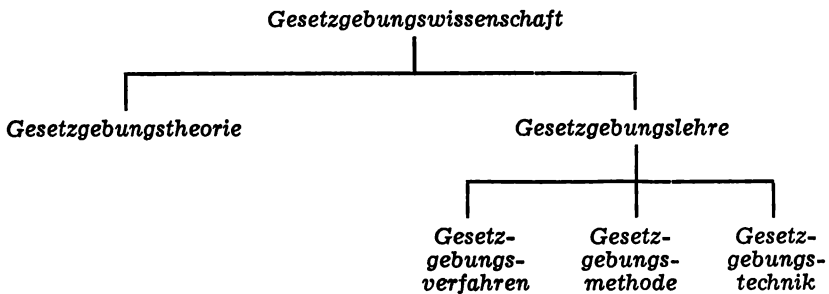 Gesetzgebungswissenschaft
Gesetzgebungstheorie
Gesetzgebungslehre
Gesetz-
gebungs-
verfahren
Gesetz-
gebungs-
methode
Gesetz-
gebungs-
technik